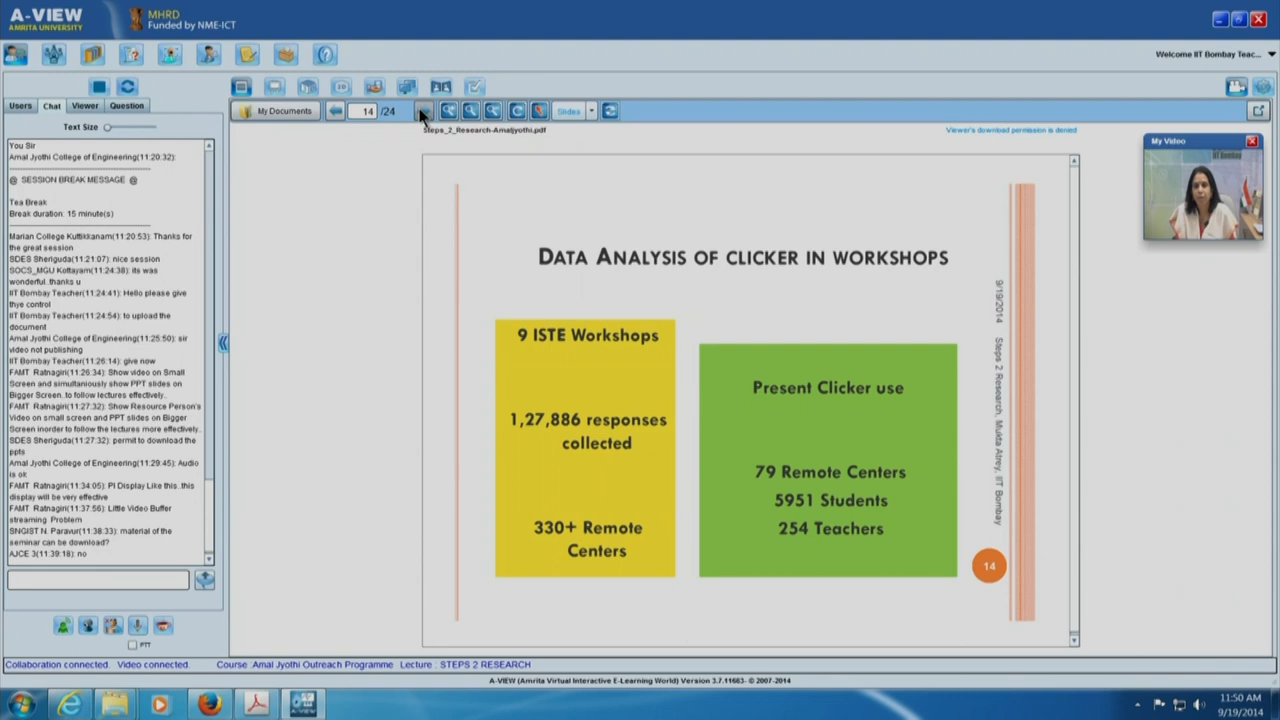 A-VIEW
AMRITA UNIVERSITY
MHRD
Funded by NME-ICT
Welcome IIT Bombay Teac...
Users Chat Viewer Question
Text Size
You Sir
Amal Jyothi College of Engineering(11:20:32):
@ SESSION BREAK MESSAGE @
Tea Break
Break duration: 15 minute(s)
Marian College Kuttikkanam(11:20:53): Thanks for
the great session
SDES Sheriguda(11:21:07): nice session
SOCS_MGU Kottayam(11:24:38): its was
wonderful..thanks u
IIT Bombay Teacher(11:24:41): Hello please give
thye control
IIT Bombay Teacher(11:24:54): to upload the
document
Amal Jyothi College of Engineering(11:25:50): sir
video not publishing
IIT Bombay Teacher(11:26:14): give now
FAMT Ratnagiri(11:26:34): Show video on Small
Screen and simultaniously show PPT slides on
Bigger Screen. to follow lectures effectively.
FAMT Ratnagiri(11:27:32): Show Resource Person's
Video on small screen and PPT slides on Bigger
Screen inorder to follow the lectures more effectively..
SDES Sheriguda(11:27:32): permit to download the
ppts
Amal Jyothi College of Engineering(11:29:45): Audio
is ok
FAMT Ratnagiri(11:34:05): Pl Display Like this..this
display will be very effective
FAMT Ratnagiri(11:37:56): Little Video Buffer
streaming Problem
SNGIST N. Paravur(11:38:33): material of the
seminar can be download?
AJCE 3(11:39:18): no
PTT
My Documents 14 /24 Slides
Steps_2_Research-Amaljyothi.pdf
Viewer's download permission is denied
My Video
IIT Bombay
DATA ANALYSIS OF CLICKER IN WORKSHOPS
9 ISTE Workshops
1,27,886 responses
collected
330+ Remote
Centers
Present Clicker use
79 Remote Centers
5951 Students
254 Teachers
9/19/2014 Steps 2 Research, Mukta Atrey, IIT Bombay
14
Collaboration connected. Video connected. Course : Amal Jyothi Outreach Programme Lecture : STEPS 2 RESEARCH
A-VIEW (Amrita Virtual Interactive E-Learning World) Version 3.7.11663- © 2007-2014
11:50 AM
9/19/2014